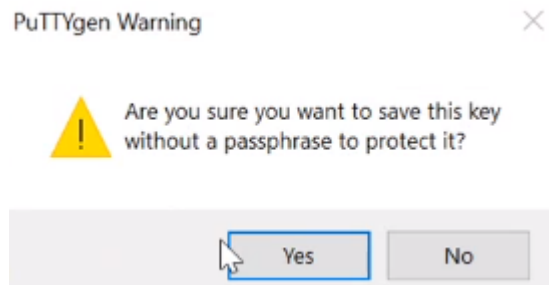 PuTTYgen Warning
Are you sure you want to save this key
without a passphrase to protect it?
Yes
No